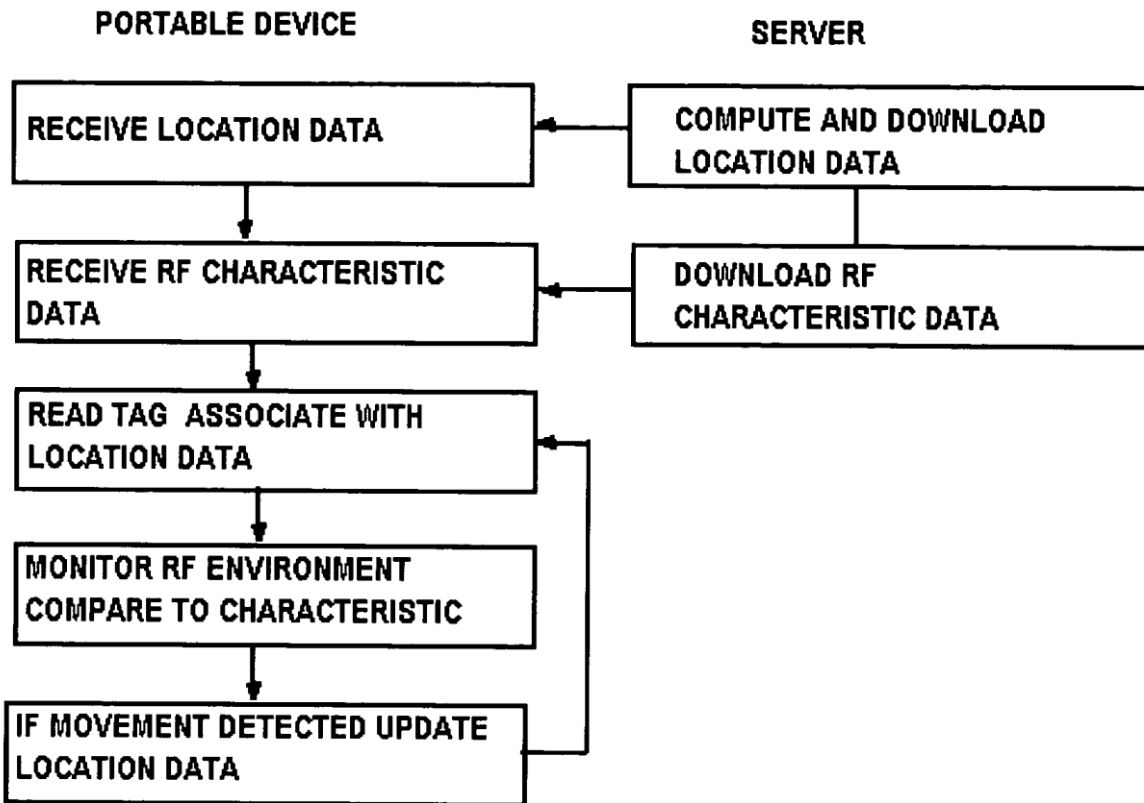 PORTABLE DEVICE
SERVER
RECEIVE LOCATION DATA
COMPUTE AND DOWNLOAD
LOCATION DATA
RECEIVE RF CHARACTERISTIC
DATA
DOWNLOAD RF
CHARACTERISTIC DATA
READ TAG ASSOCIATE WITH
LOCATION DATA
MONITOR RF ENVIRONMENT
COMPARE TO CHARACTERISTIC
IF MOVEMENT DETECTED UPDATE
LOCATION DATA